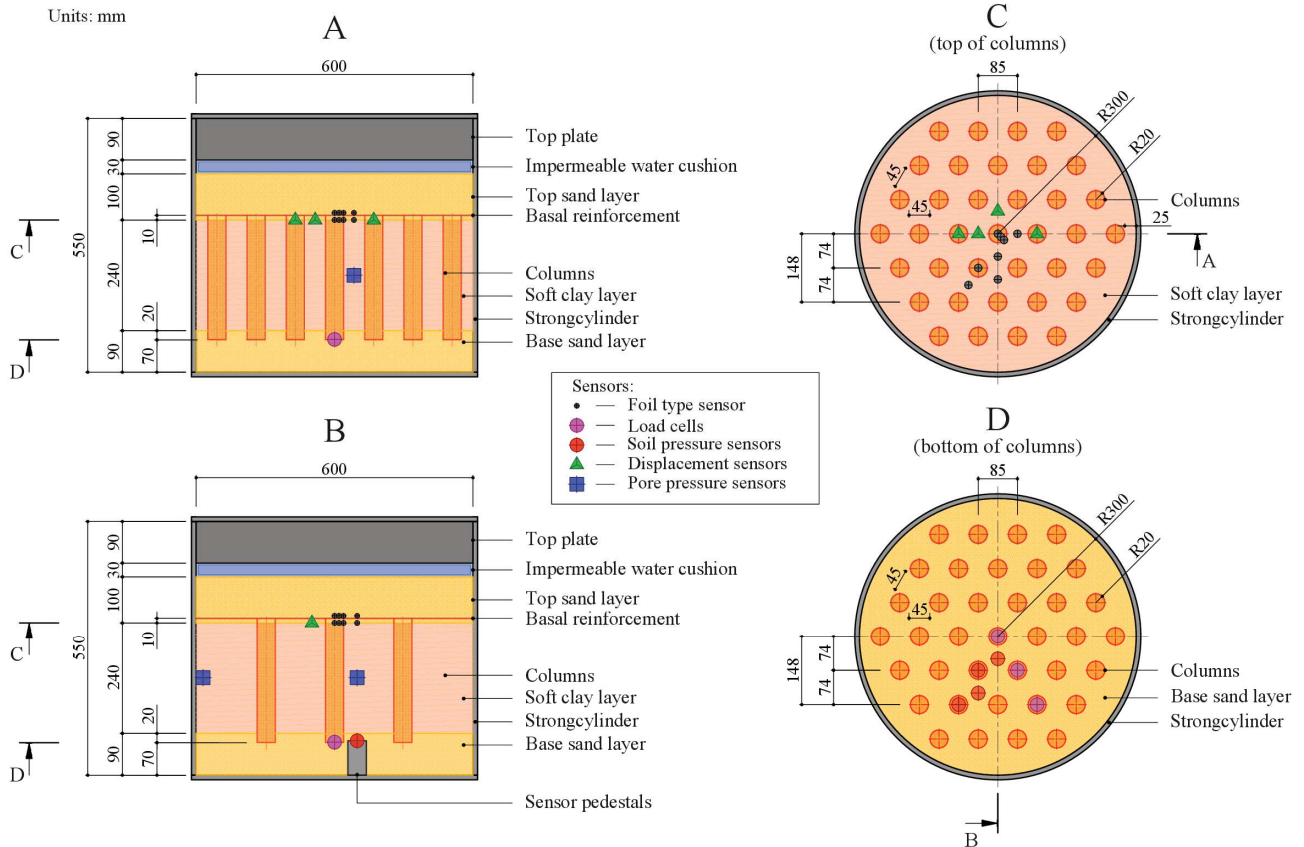 Units: mm
A
600
550
90
30
100
10
240
20
90
70
C
D
Top plate
Impermeable water cushion
Top sand layer
Basal reinforcement
Columns
Soft clay layer
Strongcylinder
Base sand layer
C
(top of columns)
85
R300
R20
45
45
Columns
25
148
74
74
A
Soft clay layer
Strongcylinder
Sensors:
Foil type sensor
Load cells
Soil pressure sensors
Displacement sensors
Pore pressure sensors
B
600
550
90
30
100
10
240
20
90
70
C
D
Top plate
Impermeable water cushion
Top sand layer
Basal reinforcement
Columns
Soft clay layer
Strongcylinder
Base sand layer
Sensor pedestals
D
(bottom of columns)
85
R300
R20
45
45
148
74
74
Columns
Base sand layer
Strongcylinder
B